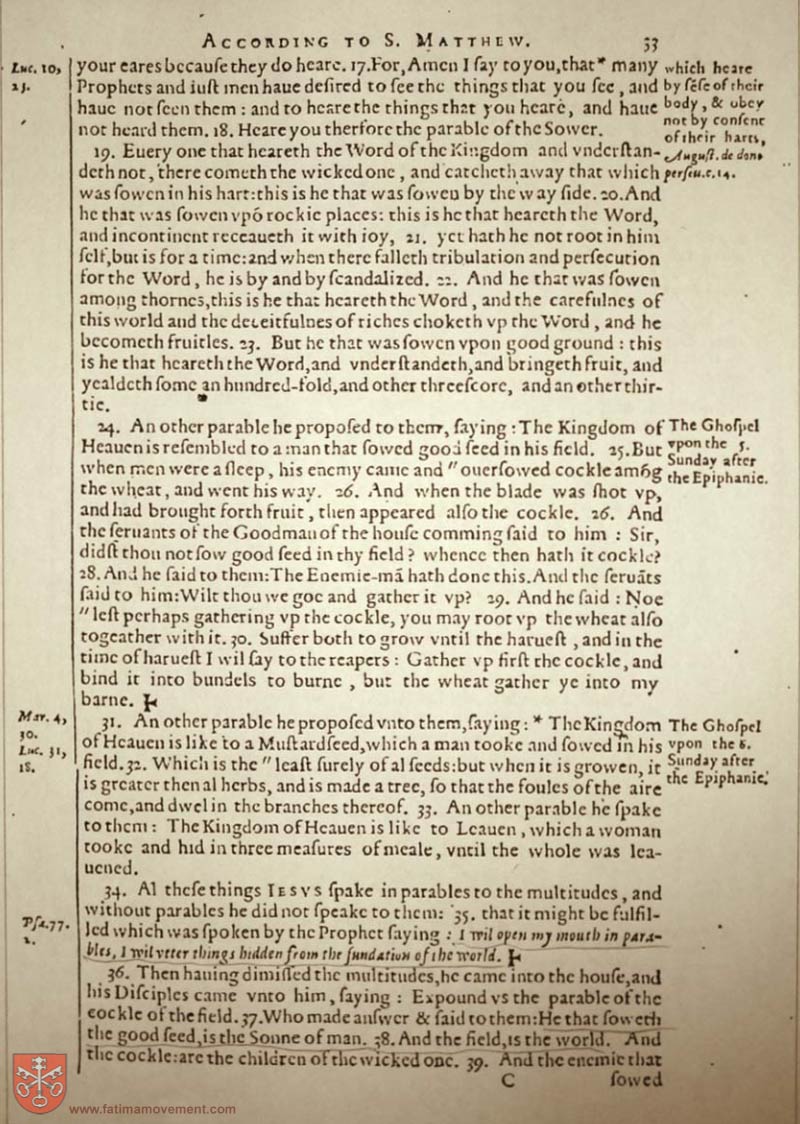 ACCORDING TO S. MATTHEW. 33
Luc. 10,
23.
your eares becauſe they do heare. 17. For, Amen I ſay to you, that* many
Prophets and iuſt men haue deſired to ſee the things that you ſee, and
haue not ſeen them : and to heare the things that you heare, and haue
not heard them. 18. Heare you therfore the parable of the Sower.
which heare
by ſẽſe of their
body, & obey
not by conſent
of their harts,
Auguſt. de dono
perſeu. c. 14.
19. Euery one that heareth the Word of the Kingdom and vnderſtan-
deth not, there cometh the wicked one, and catcheth away that which
was ſowen in his hart: this is he that was ſowen by the way ſide. 20. And
he that was ſowen vpõ rockie places: this is he that heareth the Word,
and incontinent receaueth it with ioy, 21. yet hath he not root in him
ſelf, but is for a time: and when there falleth tribulation and perſecution
for the Word, he is by and by ſcandalized. 22. And he that was ſowen
among thornes, this is he that heareth the Word, and the carefulnes of
this world and the deceitfulnes of riches choketh vp the Word, and he
becometh fruitles. 23. But he that was ſowen vpon good ground : this
is he that heareth the Word, and vnderſtandeth, and bringeth fruit, and
yealdeth ſome an hundred-fold, and other threeſcore, and an other thir-
tie.
24. An other parable he propoſed to them, ſaying : The Kingdom of
Heauen is reſembled to a man that ſowed good ſeed in his field. 25. But
when men were a ſleep, his enemy came and "ouerſowed cockle amõg
the wheat, and went his way. 26. And when the blade was ſhot vp,
and had brought forth fruit, then appeared alſo the cockle. 26. And
the ſeruants of the Goodman of the houſe comming ſaid to him : Sir,
didſt thou not ſow good ſeed in thy field? whence then hath it cockle?
28. And he ſaid to them: The Enemie-mã hath done this. And the ſeruãts
ſaid to him: Wilt thou we goe and gather it vp? 29. And he ſaid : Noe
"leſt perhaps gathering vp the cockle, you may root vp the wheat alſo
togeather with it. 30. Suffer both to grow vntil the harueſt, and in the
time of harueſt I wil ſay to the reapers : Gather vp firſt the cockle, and
bind it into bundels to burne, but the wheat gather ye into my
barne.
The Ghoſpel
vpon the 5.
Sunday after
the Epiphanie.
Mar. 4,
30.
Luc. 31,
18.
31. An other parable he propoſed vnto them, ſaying : * The Kingdom
of Heauen is like to a Muſtardſeed, which a man tooke and ſowed in his
field. 32. Which is the "leaſt ſurely of al ſeeds: but when it is growen, it
is greater then al herbs, and is made a tree, ſo that the foules of the aire
come, and dwel in the branches thereof. 33. An other parable he ſpake
to them : The Kingdom of Heauen is like to Leauen, which a woman
tooke and hid in three meaſures of meale, vntil the whole was lea-
uened.
The Ghoſpel
vpon the 6.
Sunday after
the Epiphanie.
34. Al theſe things IESVS ſpake in parables to the multitudes, and
without parables he did not ſpeake to them: 35. that it might be fulfil-
led which was ſpoken by the Prophet ſaying : I wil open my mouth in para-
bles, I wil vtter things hidden from the fundation of the world.
Pſa. 77.
2.
36. Then hauing dimiſſed the multitudes, he came into the houſe, and
his Diſciples came vnto him, ſaying : Expound vs the parable of the
cockle of the field. 37. Who made anſwer & ſaid to them: He that ſoweth
the good ſeed, is the Sonne of man. 38. And the field, is the world. And
the cockle: are the children of the wicked one. 39. And the enemie that
C ſowed
www.fatimamovement.com